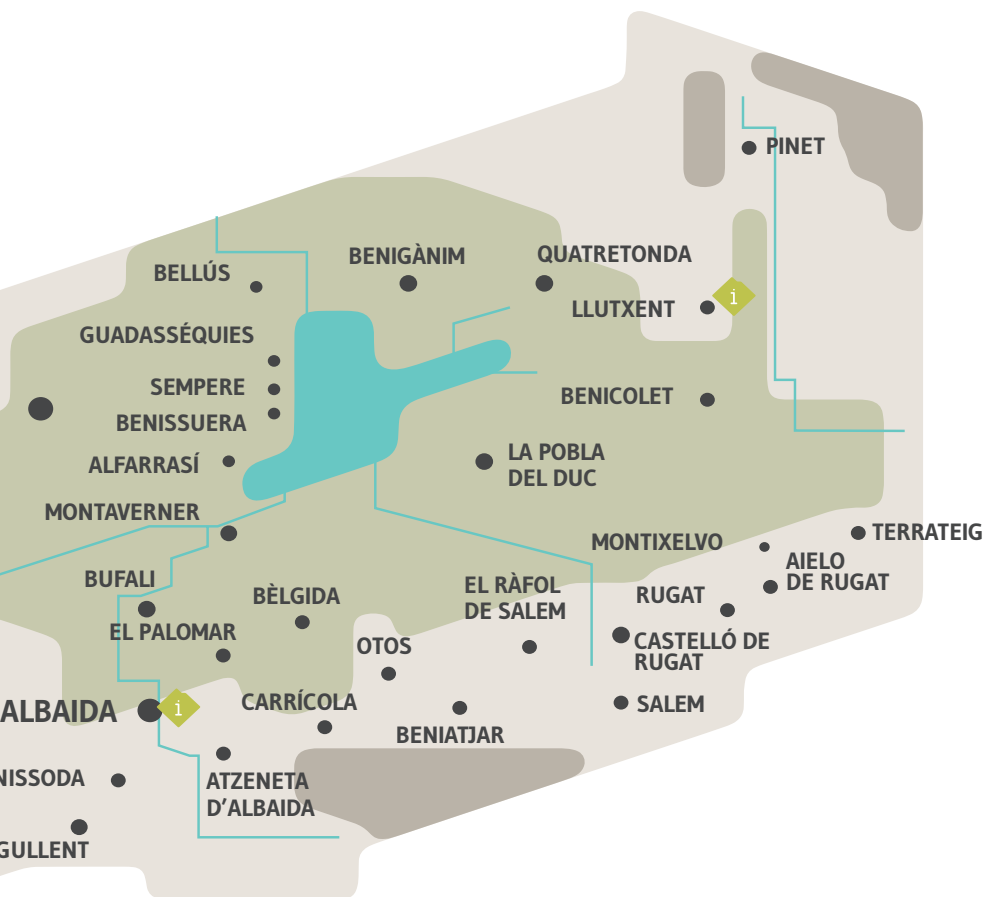 PINET
QUATRETONDA
BENIGÀNIM
BELLÚS
i
LLUTXENT
GUADASSÉQUIES
SEMPERE
BENICOLET
BENISSUERA
LA POBLA
DEL DUC
ALFARRASÍ
MONTAVERNER
TERRATEIG
MONTIXELVO
AIELO
DE RUGAT
BUFALI
EL RÀFOL
DE SALEM
BÈLGIDA
RUGAT
EL PALOMAR
CASTELLÓ DE
RUGAT
OTOS
CARRÍCOLA
SALEM
ALBAIDA
i
BENIATJAR
NISSODA
ATZENETA
D’ALBAIDA
GULLENT